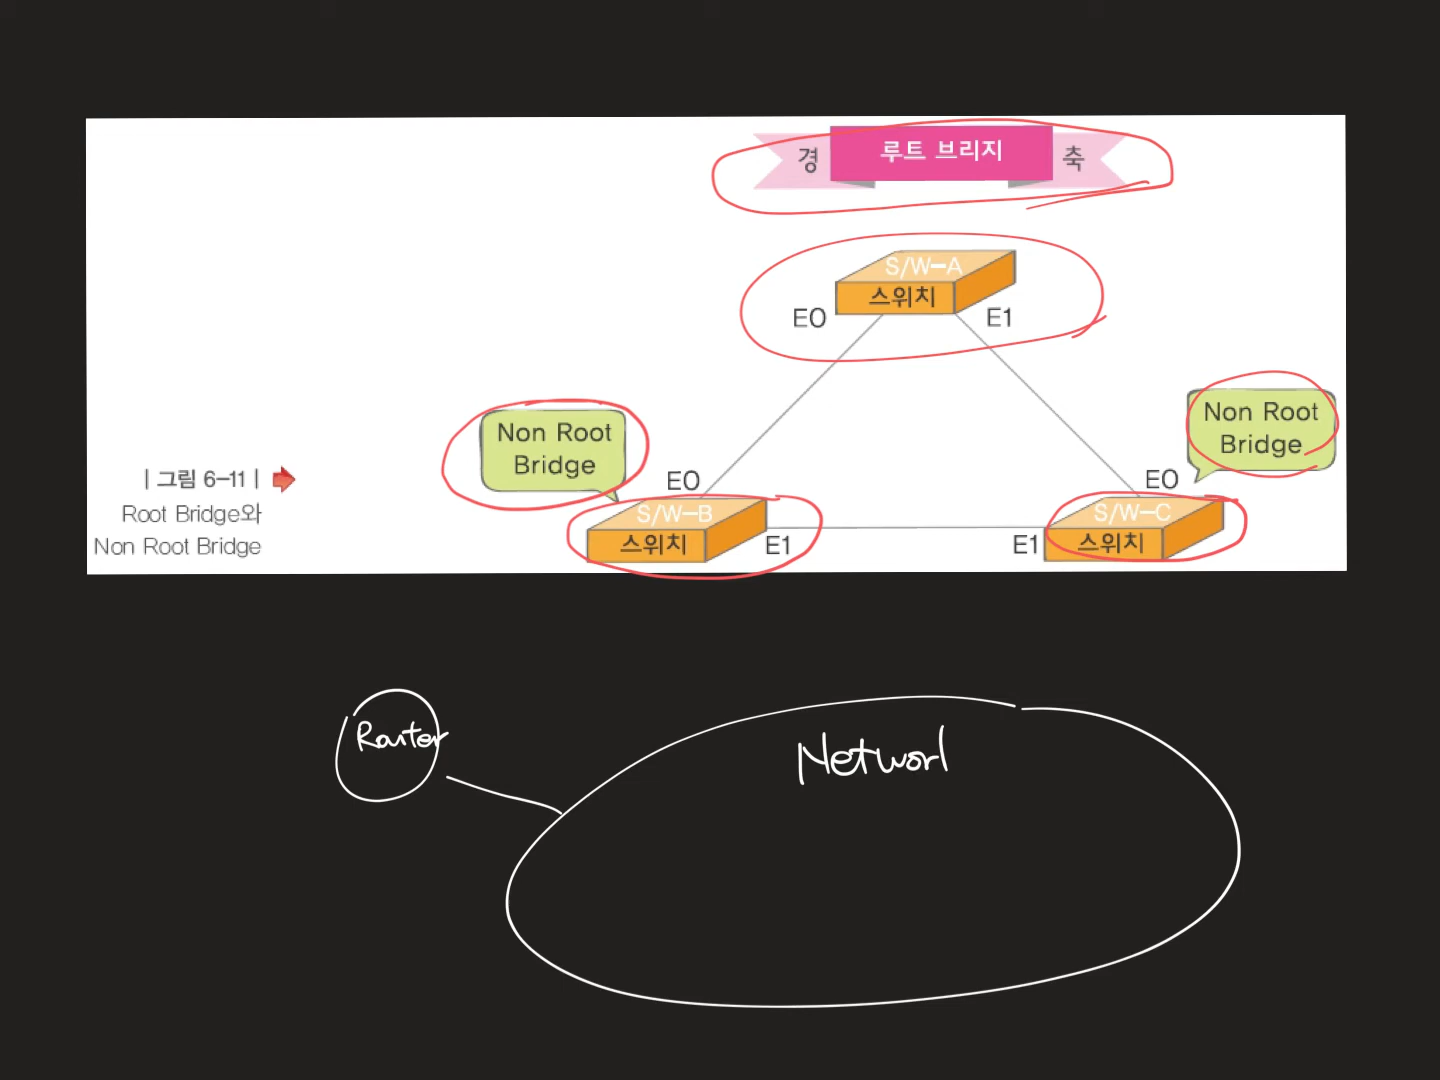 경 루트 브리지 축
S/W-A
스위치
E0 E1
Non Root
Bridge
Non Root
Bridge
E0
S/W-B
스위치
E1
E0
S/W-C
스위치
E1
| 그림 6-11 |
Root Bridge와
Non Root Bridge
Router
Networl